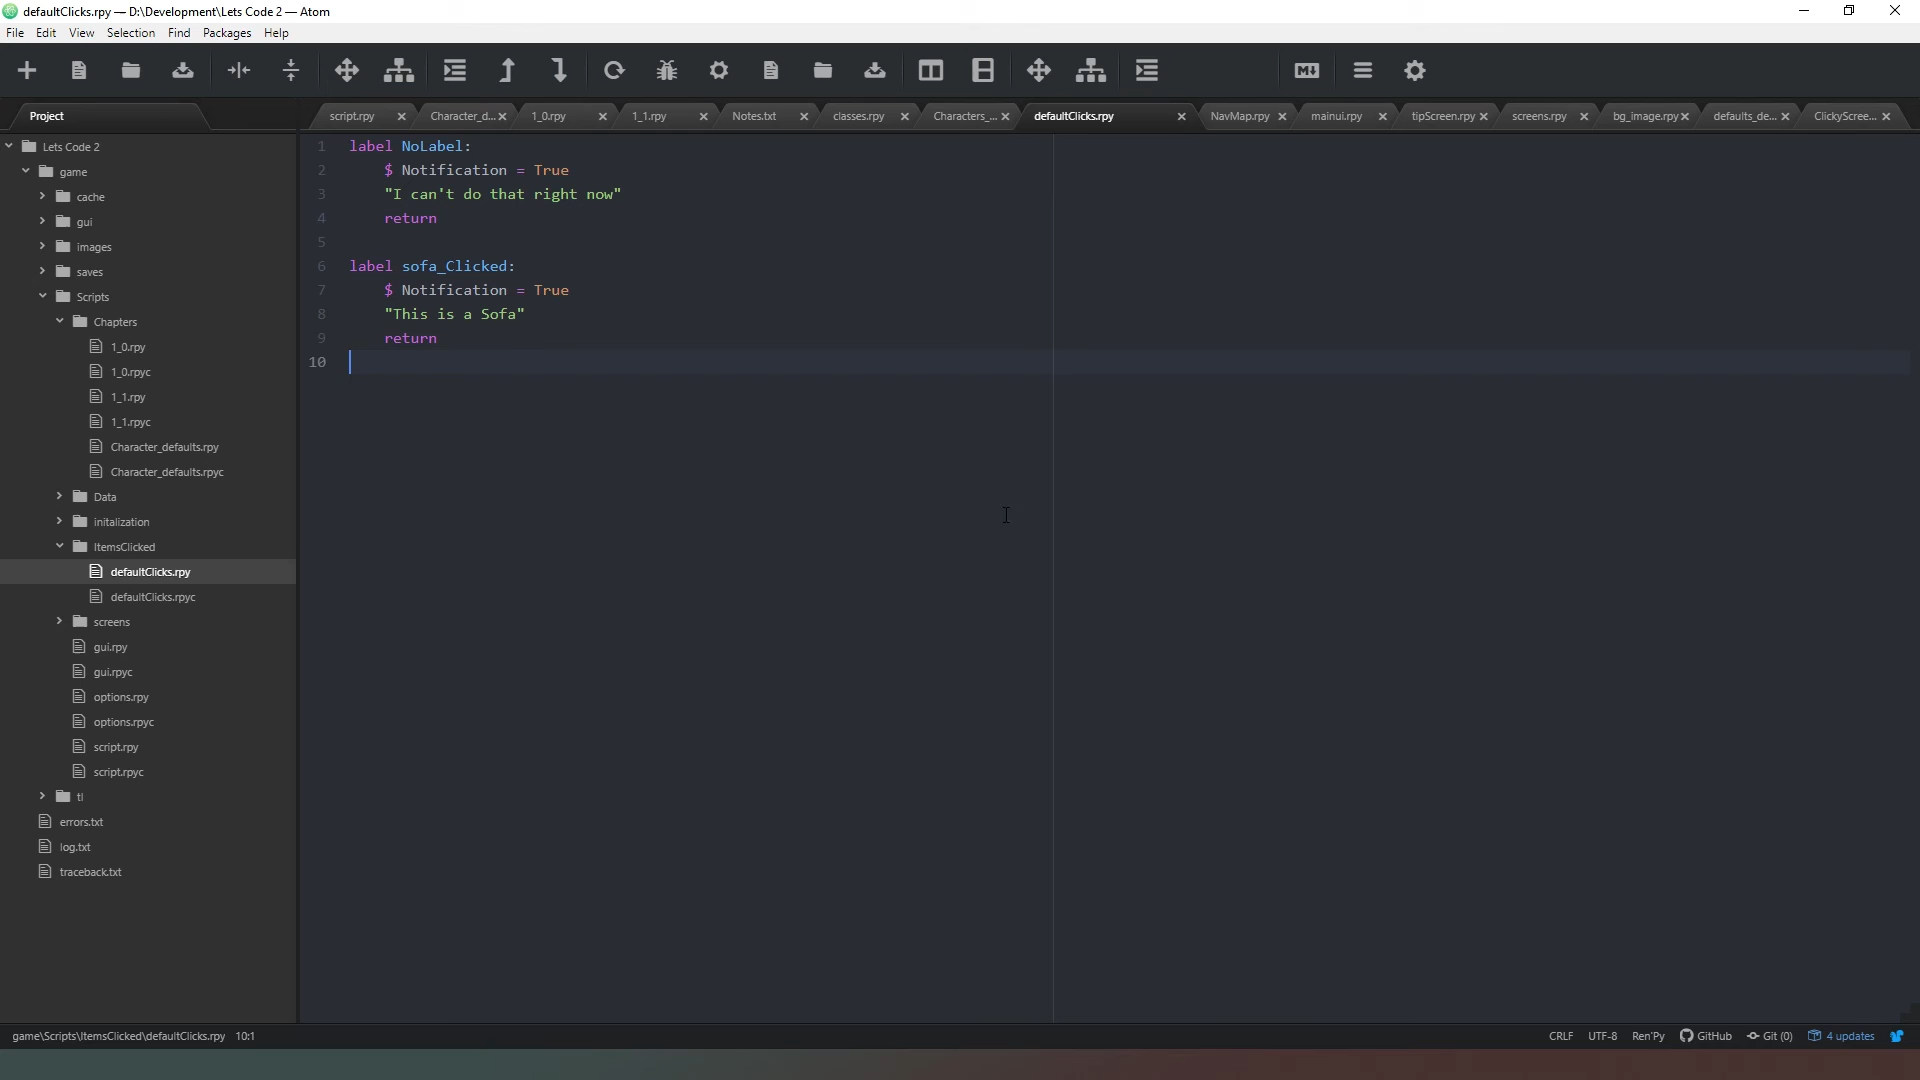 defaultClicks.rpy — D:\Development\Lets Code 2 — Atom
File Edit View Selection Find Packages Help
Project
script.rpy Character_d... 1_0.rpy 1_1.rpy Notes.txt classes.rpy Characters_... defaultClicks.rpy NavMap.rpy mainui.rpy tipScreen.rpy screens.rpy bg_image.rpy defaults_de... ClickyScree...
Lets Code 2
game
cache
gui
images
saves
Scripts
Chapters
1_0.rpy
1_0.rpyc
1_1.rpy
1_1.rpyc
Character_defaults.rpy
Character_defaults.rpyc
Data
initalization
ItemsClicked
defaultClicks.rpy
defaultClicks.rpyc
screens
gui.rpy
gui.rpyc
options.rpy
options.rpyc
script.rpy
script.rpyc
tl
errors.txt
log.txt
traceback.txt
1 label NoLabel:
2 $ Notification = True
3 "I can't do that right now"
4 return
5
6 label sofa_Clicked:
7 $ Notification = True
8 "This is a Sofa"
9 return
10
game\Scripts\ItemsClicked\defaultClicks.rpy 10:1
CRLF UTF-8 Ren'Py GitHub Git (0) 4 updates